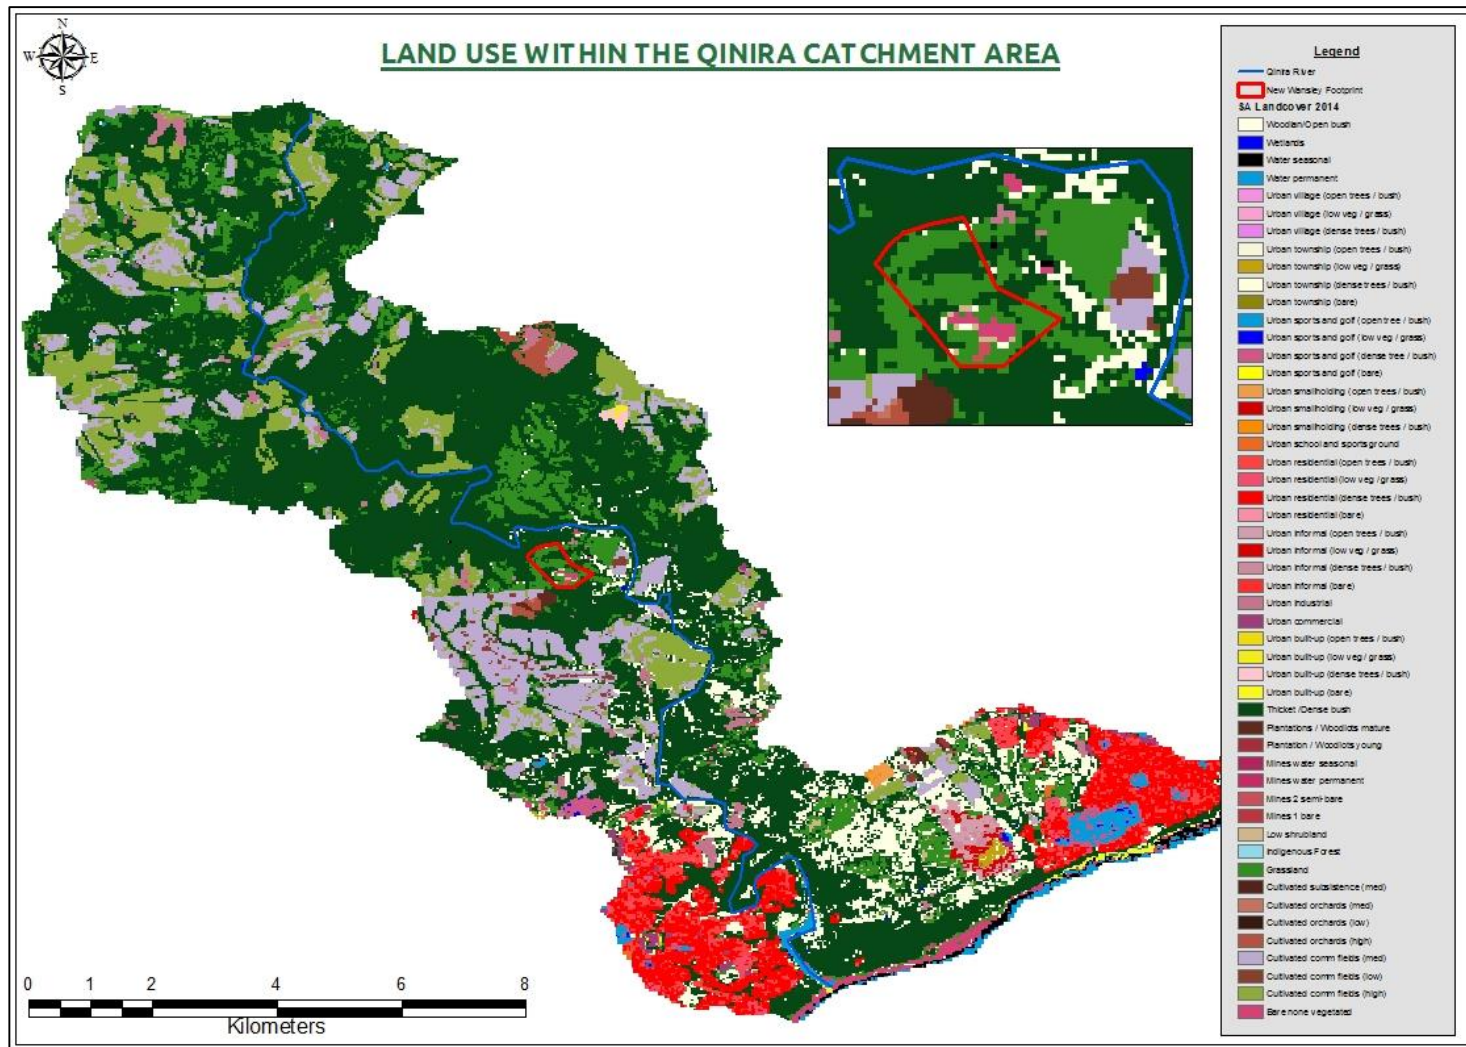 N
W E
S
LAND USE WITHIN THE QINIRA CATCHMENT AREA
Legend
Qinira River
New Wansley Footprint
SA Landcover 2014
Woodlan/Open bush
Wetlands
Water seasonal
Water permanent
Urban village (open trees / bush)
Urban village (low veg / grass)
Urban village (dense trees / bush)
Urban township (open trees / bush)
Urban township (low veg / grass)
Urban township (dense trees / bush)
Urban township (bare)
Urban sports and golf (open tree / bush)
Urban sports and golf (low veg / grass)
Urban sports and golf (dense tree / bush)
Urban sports and golf (bare)
Urban smallholding (open trees / bush)
Urban smallholding (low veg / grass)
Urban smallholding (dense trees / bush)
Urban school and sports ground
Urban residential (open trees / bush)
Urban residential (low veg / grass)
Urban residential (dense trees / bush)
Urban residential (bare)
Urban informal (open trees / bush)
Urban informal (low veg / grass)
Urban informal (dense trees / bush)
Urban informal (bare)
Urban industrial
Urban commercial
Urban built-up (open trees / bush)
Urban built-up (low veg / grass)
Urban built-up (dense trees / bush)
Urban built-up (bare)
Thicket /Dense bush
Plantations / Woodlots mature
Plantation / Woodlots young
Mines water seasonal
Mines water permanent
Mines 2 semi-bare
Mines 1 bare
Low shrubland
Indigenous Forest
Grassland
Cultivated subsistence (med)
Cultivated orchards (med)
Cultivated orchards (low)
Cultivated orchards (high)
Cultivated comm fields (med)
Cultivated comm fields (low)
Cultivated comm fields (high)
Bare none vegetated
0 1 2 4 6 8
Kilometers